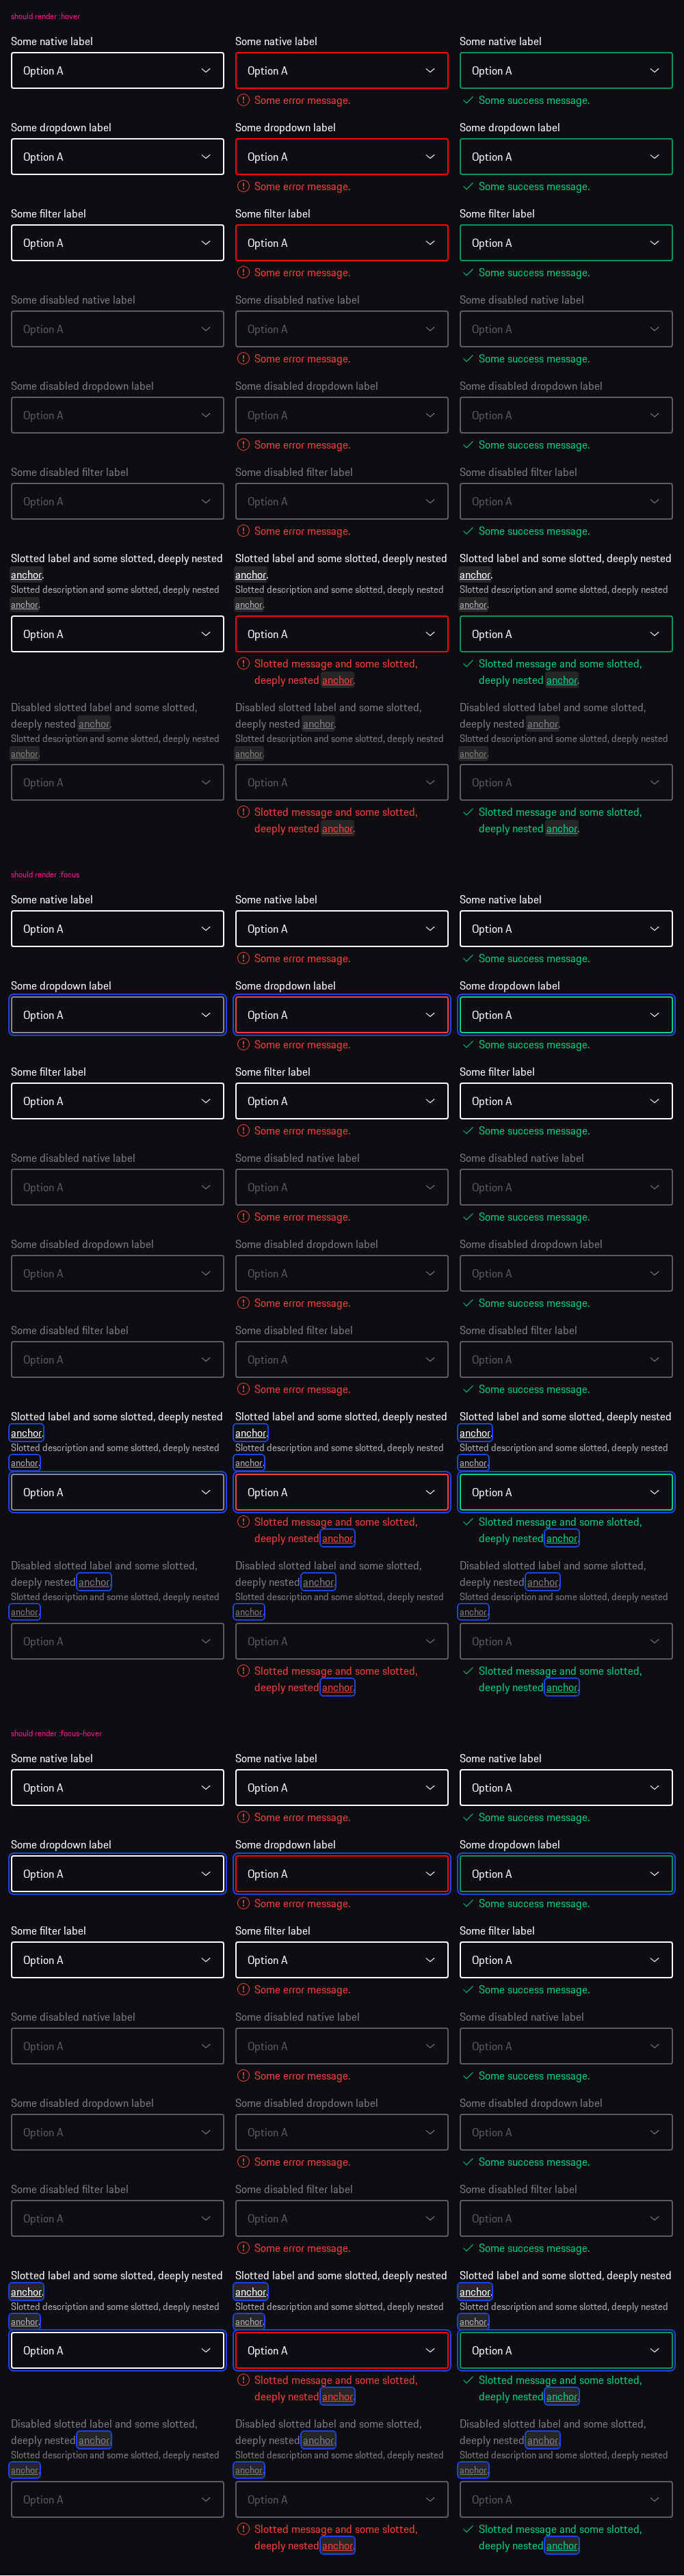 should render :hover
Some native label Some native label Some native label
Option A Option A Option A
Some error message. Some success message.
Some dropdown label Some dropdown label Some dropdown label
Option A Option A Option A
Some error message. Some success message.
Some filter label Some filter label Some filter label
Option A Option A Option A
Some error message. Some success message.
Some disabled native label Some disabled native label Some disabled native label
Option A Option A Option A
Some error message. Some success message.
Some disabled dropdown label Some disabled dropdown label Some disabled dropdown label
Option A Option A Option A
Some error message. Some success message.
Some disabled filter label Some disabled filter label Some disabled filter label
Option A Option A Option A
Some error message. Some success message.
Slotted label and some slotted, deeply nested Slotted label and some slotted, deeply nested Slotted label and some slotted, deeply nested
anchor. anchor. anchor.
Slotted description and some slotted, deeply nested Slotted description and some slotted, deeply nested Slotted description and some slotted, deeply nested
anchor. anchor. anchor.
Option A Option A Option A
Slotted message and some slotted, Slotted message and some slotted,
deeply nested anchor. deeply nested anchor.
Disabled slotted label and some slotted, Disabled slotted label and some slotted, Disabled slotted label and some slotted,
deeply nested anchor. deeply nested anchor. deeply nested anchor.
Slotted description and some slotted, deeply nested Slotted description and some slotted, deeply nested Slotted description and some slotted, deeply nested
anchor. anchor. anchor.
Option A Option A Option A
Slotted message and some slotted, Slotted message and some slotted,
deeply nested anchor. deeply nested anchor.
should render :focus
Some native label Some native label Some native label
Option A Option A Option A
Some error message. Some success message.
Some dropdown label Some dropdown label Some dropdown label
Option A Option A Option A
Some error message. Some success message.
Some filter label Some filter label Some filter label
Option A Option A Option A
Some error message. Some success message.
Some disabled native label Some disabled native label Some disabled native label
Option A Option A Option A
Some error message. Some success message.
Some disabled dropdown label Some disabled dropdown label Some disabled dropdown label
Option A Option A Option A
Some error message. Some success message.
Some disabled filter label Some disabled filter label Some disabled filter label
Option A Option A Option A
Some error message. Some success message.
Slotted label and some slotted, deeply nested Slotted label and some slotted, deeply nested Slotted label and some slotted, deeply nested
anchor. anchor. anchor.
Slotted description and some slotted, deeply nested Slotted description and some slotted, deeply nested Slotted description and some slotted, deeply nested
anchor. anchor. anchor.
Option A Option A Option A
Slotted message and some slotted, Slotted message and some slotted,
deeply nested anchor. deeply nested anchor.
Disabled slotted label and some slotted, Disabled slotted label and some slotted, Disabled slotted label and some slotted,
deeply nested anchor. deeply nested anchor. deeply nested anchor.
Slotted description and some slotted, deeply nested Slotted description and some slotted, deeply nested Slotted description and some slotted, deeply nested
anchor. anchor. anchor.
Option A Option A Option A
Slotted message and some slotted, Slotted message and some slotted,
deeply nested anchor. deeply nested anchor.
should render :focus-hover
Some native label Some native label Some native label
Option A Option A Option A
Some error message. Some success message.
Some dropdown label Some dropdown label Some dropdown label
Option A Option A Option A
Some error message. Some success message.
Some filter label Some filter label Some filter label
Option A Option A Option A
Some error message. Some success message.
Some disabled native label Some disabled native label Some disabled native label
Option A Option A Option A
Some error message. Some success message.
Some disabled dropdown label Some disabled dropdown label Some disabled dropdown label
Option A Option A Option A
Some error message. Some success message.
Some disabled filter label Some disabled filter label Some disabled filter label
Option A Option A Option A
Some error message. Some success message.
Slotted label and some slotted, deeply nested Slotted label and some slotted, deeply nested Slotted label and some slotted, deeply nested
anchor. anchor. anchor.
Slotted description and some slotted, deeply nested Slotted description and some slotted, deeply nested Slotted description and some slotted, deeply nested
anchor. anchor. anchor.
Option A Option A Option A
Slotted message and some slotted, Slotted message and some slotted,
deeply nested anchor. deeply nested anchor.
Disabled slotted label and some slotted, Disabled slotted label and some slotted, Disabled slotted label and some slotted,
deeply nested anchor. deeply nested anchor. deeply nested anchor.
Slotted description and some slotted, deeply nested Slotted description and some slotted, deeply nested Slotted description and some slotted, deeply nested
anchor. anchor. anchor.
Option A Option A Option A
Slotted message and some slotted, Slotted message and some slotted,
deeply nested anchor. deeply nested anchor.